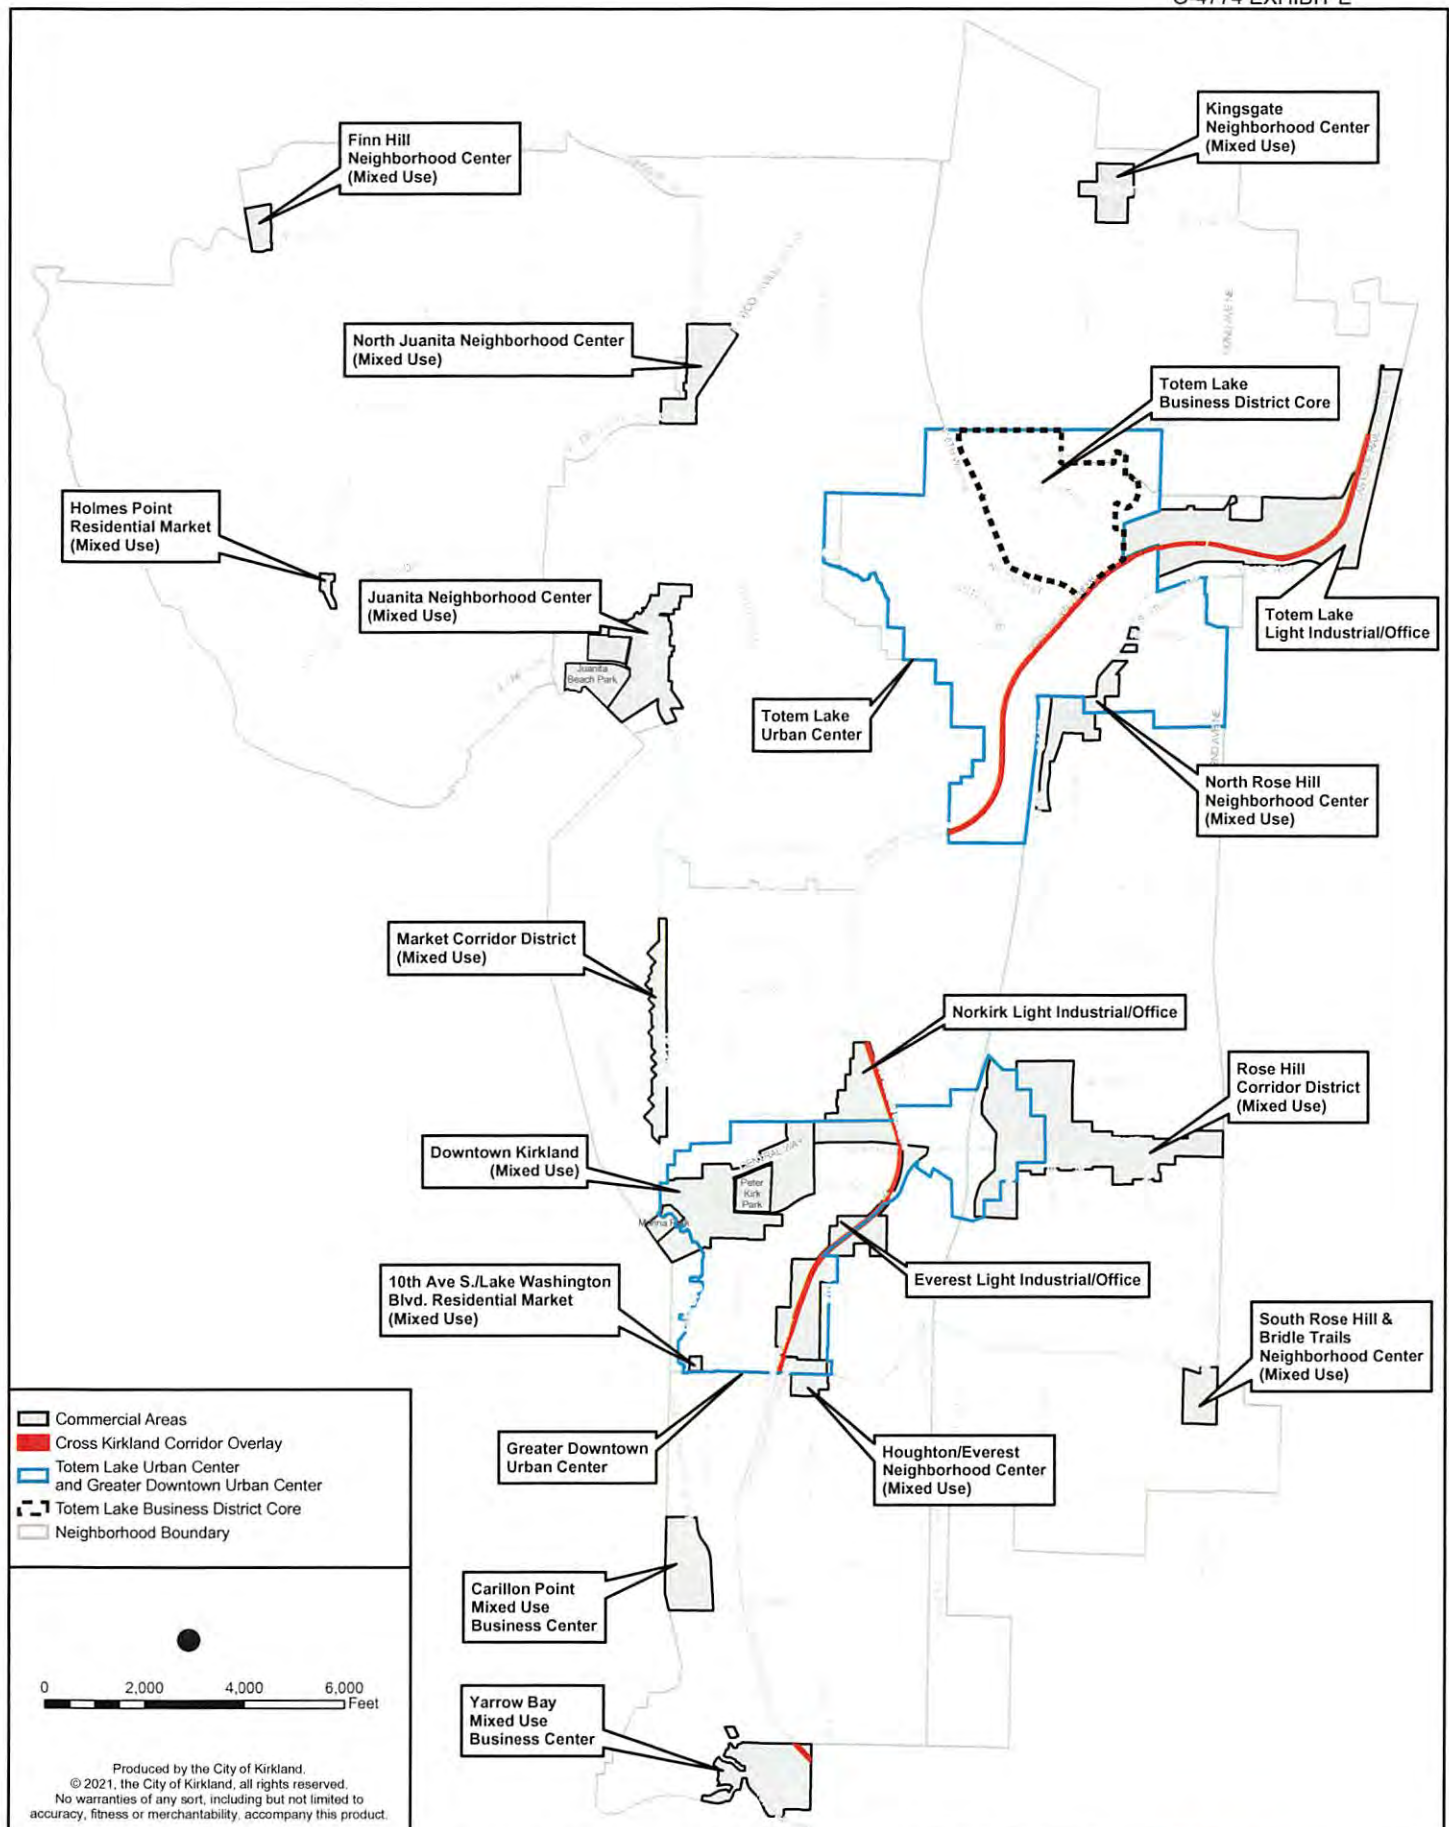 Kingsgate
Neighborhood Center
(Mixed Use)
Finn Hill
Neighborhood Center
(Mixed Use)
North Juanita Neighborhood Center
(Mixed Use)
Totem Lake
Business District Core
Holmes Point
Residential Market
(Mixed Use)
Juanita Neighborhood Center
(Mixed Use)
Totem Lake
Light Industrial/Office
Juanita
Beach Park
Totem Lake
Urban Center
North Rose Hill
Neighborhood Center
(Mixed Use)
Market Corridor District
(Mixed Use)
Norkirk Light Industrial/Office
Rose Hill
Corridor District
(Mixed Use)
Downtown Kirkland
(Mixed Use)
Peter
Kirk
Park
10th Ave S./Lake Washington
Blvd. Residential Market
(Mixed Use)
Everest Light Industrial/Office
South Rose Hill &
Bridle Trails
Neighborhood Center
(Mixed Use)
Greater Downtown
Urban Center
Houghton/Everest
Neighborhood Center
(Mixed Use)
Commercial Areas
Cross Kirkland Corridor Overlay
Totem Lake Urban Center
and Greater Downtown Urban Center
Totem Lake Business District Core
Neighborhood Boundary
Carillon Point
Mixed Use
Business Center
0 2,000 4,000 6,000
Feet
Yarrow Bay
Mixed Use
Business Center
Produced by the City of Kirkland.
© 2021, the City of Kirkland, all rights reserved.
No warranties of any sort, including but not limited to
accuracy, fitness or merchantability, accompany this product.